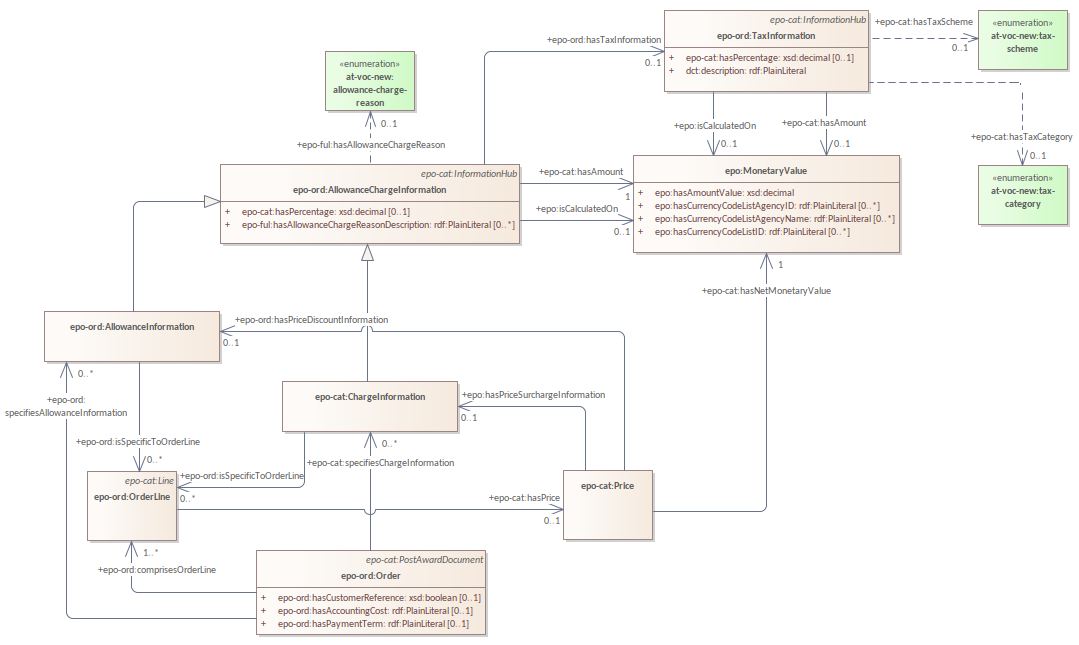 epo-cat:InformationHub
epo-ord:TaxInformation
+ epo-cat:hasPercentage: xsd:decimal [0..1]
+ dct:description: rdf:PlainLiteral
+epo-cat:hasTaxScheme
0..1
«enumeration»
at-voc-new:tax-
scheme
+epo-ord:hasTaxInformation
0..1
«enumeration»
at-voc-new:
allowance-charge-
reason
0..1
+epo-ful:hasAllowanceChargeReason
+epo:isCalculatedOn
0..1
+epo-cat:hasAmount
0..1
+epo-cat:hasTaxCategory
0..1
«enumeration»
at-voc-new:tax-
category
epo-cat:InformationHub
epo-ord:AllowanceChargeInformation
+ epo-cat:hasPercentage: xsd:decimal [0..1]
+ epo-ful:hasAllowanceChargeReasonDescription: rdf:PlainLiteral [0..*]
+epo-cat:hasAmount
1
+epo:isCalculatedOn
0..1
epo:MonetaryValue
+ epo:hasAmountValue: xsd:decimal
+ epo:hasCurrencyCodeListAgencyID: rdf:PlainLiteral [0..*]
+ epo:hasCurrencyCodeListAgencyName: rdf:PlainLiteral [0..*]
+ epo:hasCurrencyCodeListID: rdf:PlainLiteral [0..*]
1
+epo-cat:hasNetMonetaryValue
epo-ord:AllowanceInformation
+epo-ord:hasPriceDiscountInformation
0..1
0..*
+epo-ord:
specifiesAllowanceInformation
epo-cat:ChargeInformation
+epo:hasPriceSurchargeInformation
0..1
+epo-ord:isSpecificToOrderLine
0..*
0..*
+epo-cat:specifiesChargeInformation
+epo-ord:isSpecificToOrderLine
0..*
epo-cat:Line
epo-ord:OrderLine
+epo-cat:hasPrice
0..1
epo-cat:Price
1..*
+epo-ord:comprisesOrderLine
epo-cat:PostAwardDocument
epo-ord:Order
+ epo-ord:hasCustomerReference: xsd:boolean [0..1]
+ epo-ord:hasAccountingCost: rdf:PlainLiteral [0..1]
+ epo-ord:hasPaymentTerm: rdf:PlainLiteral [0..1]